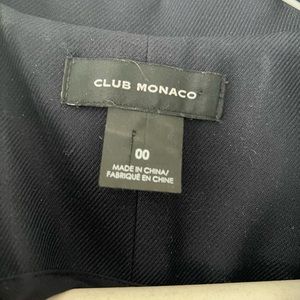 CLUB MONACO
00
MADE IN CHINA/
FABRIQUÉ EN CHINE